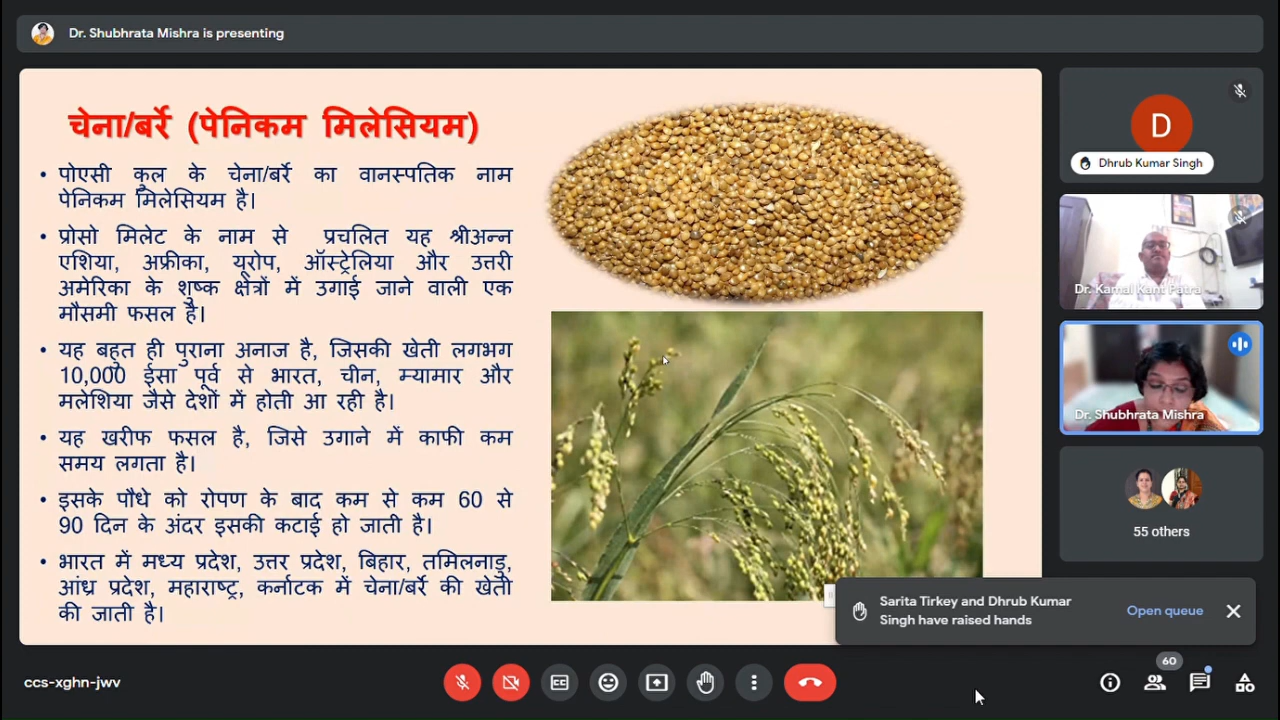 Dr. Shubhrata Mishra is presenting
चेना/बर्रे (पेनिकम मिलेसियम)
• पोएसी कुल के चेना/बर्रे का वानस्पतिक नाम
पेनिकम मिलेसियम है।
• प्रोसो मिलेट के नाम से प्रचलित यह श्रीअन्न
एशिया, अफ्रीका, यूरोप, ऑस्ट्रेलिया और उत्तरी
अमेरिका के शुष्क क्षेत्रों में उगाई जाने वाली एक
मौसमी फसल है।
• यह बहुत ही पुराना अनाज है, जिसकी खेती लगभग
10,000 ईसा पूर्व से भारत, चीन, म्यामार और
मलेशिया जैसे देशों में होती आ रही है।
• यह खरीफ फसल है, जिसे उगाने में काफी कम
समय लगता है।
• इसके पौधे को रोपण के बाद कम से कम 60 से
90 दिन के अंदर इसकी कटाई हो जाती है।
• भारत में मध्य प्रदेश, उत्तर प्रदेश, बिहार, तमिलनाडु,
आंध्र प्रदेश, महाराष्ट्र, कर्नाटक में चेना/बर्रे की खेती
की जाती है।
D
Dhrub Kumar Singh
Dr. Kamal Kant Patra
Dr. Shubhrata Mishra
55 others
Sarita Tirkey and Dhrub Kumar
Singh have raised hands
Open queue
ccs-xghn-jwv
60